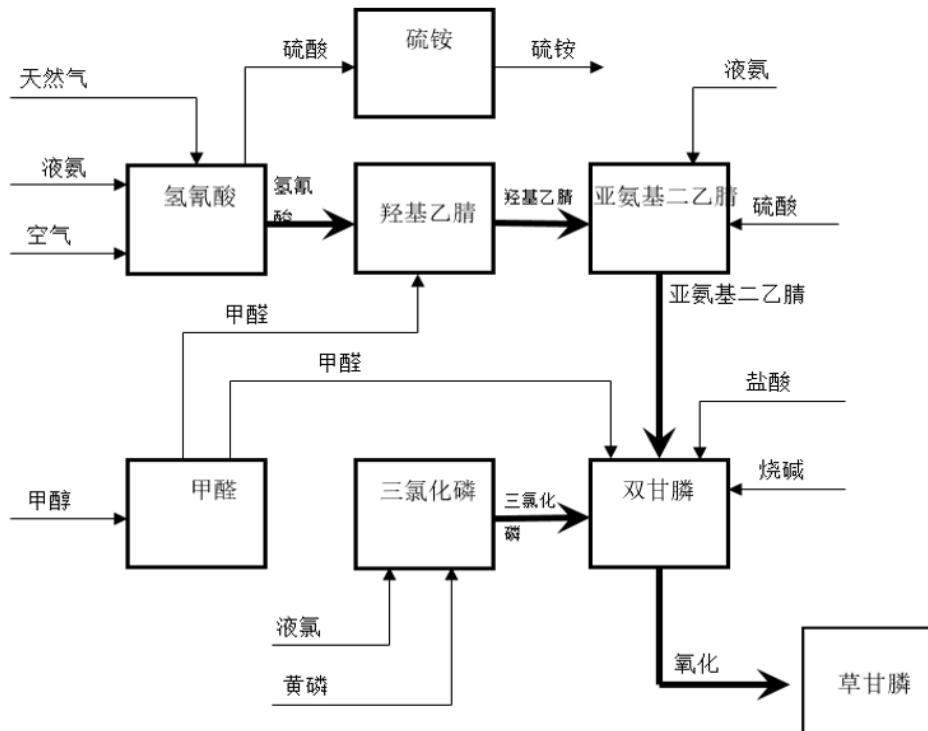 硫酸
硫铵
硫铵
天然气
液氨
液氨
氢氰酸
氢氰
酸
羟基乙腈
羟基乙腈
亚氨基二乙腈
硫酸
空气
亚氨基二乙腈
甲醛
甲醛
盐酸
甲醛
三氯化磷
双甘膦
烧碱
甲醇
三氯化
磷
液氯
黄磷
氧化
草甘膦